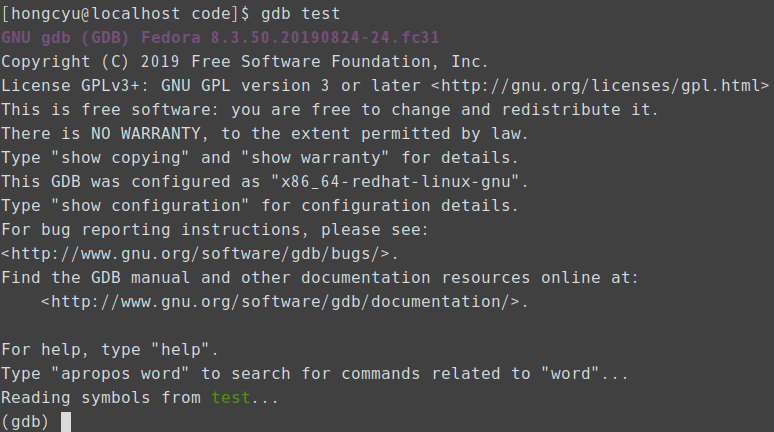 [hongcyu@localhost code]$ gdb test
GNU gdb (GDB) Fedora 8.3.50.20190824-24.fc31
Copyright (C) 2019 Free Software Foundation, Inc.
License GPLv3+: GNU GPL version 3 or later <http://gnu.org/licenses/gpl.html>
This is free software: you are free to change and redistribute it.
There is NO WARRANTY, to the extent permitted by law.
Type "show copying" and "show warranty" for details.
This GDB was configured as "x86_64-redhat-linux-gnu".
Type "show configuration" for configuration details.
For bug reporting instructions, please see:
<http://www.gnu.org/software/gdb/bugs/>.
Find the GDB manual and other documentation resources online at:
    <http://www.gnu.org/software/gdb/documentation/>.

For help, type "help".
Type "apropos word" to search for commands related to "word"...
Reading symbols from test...
(gdb)